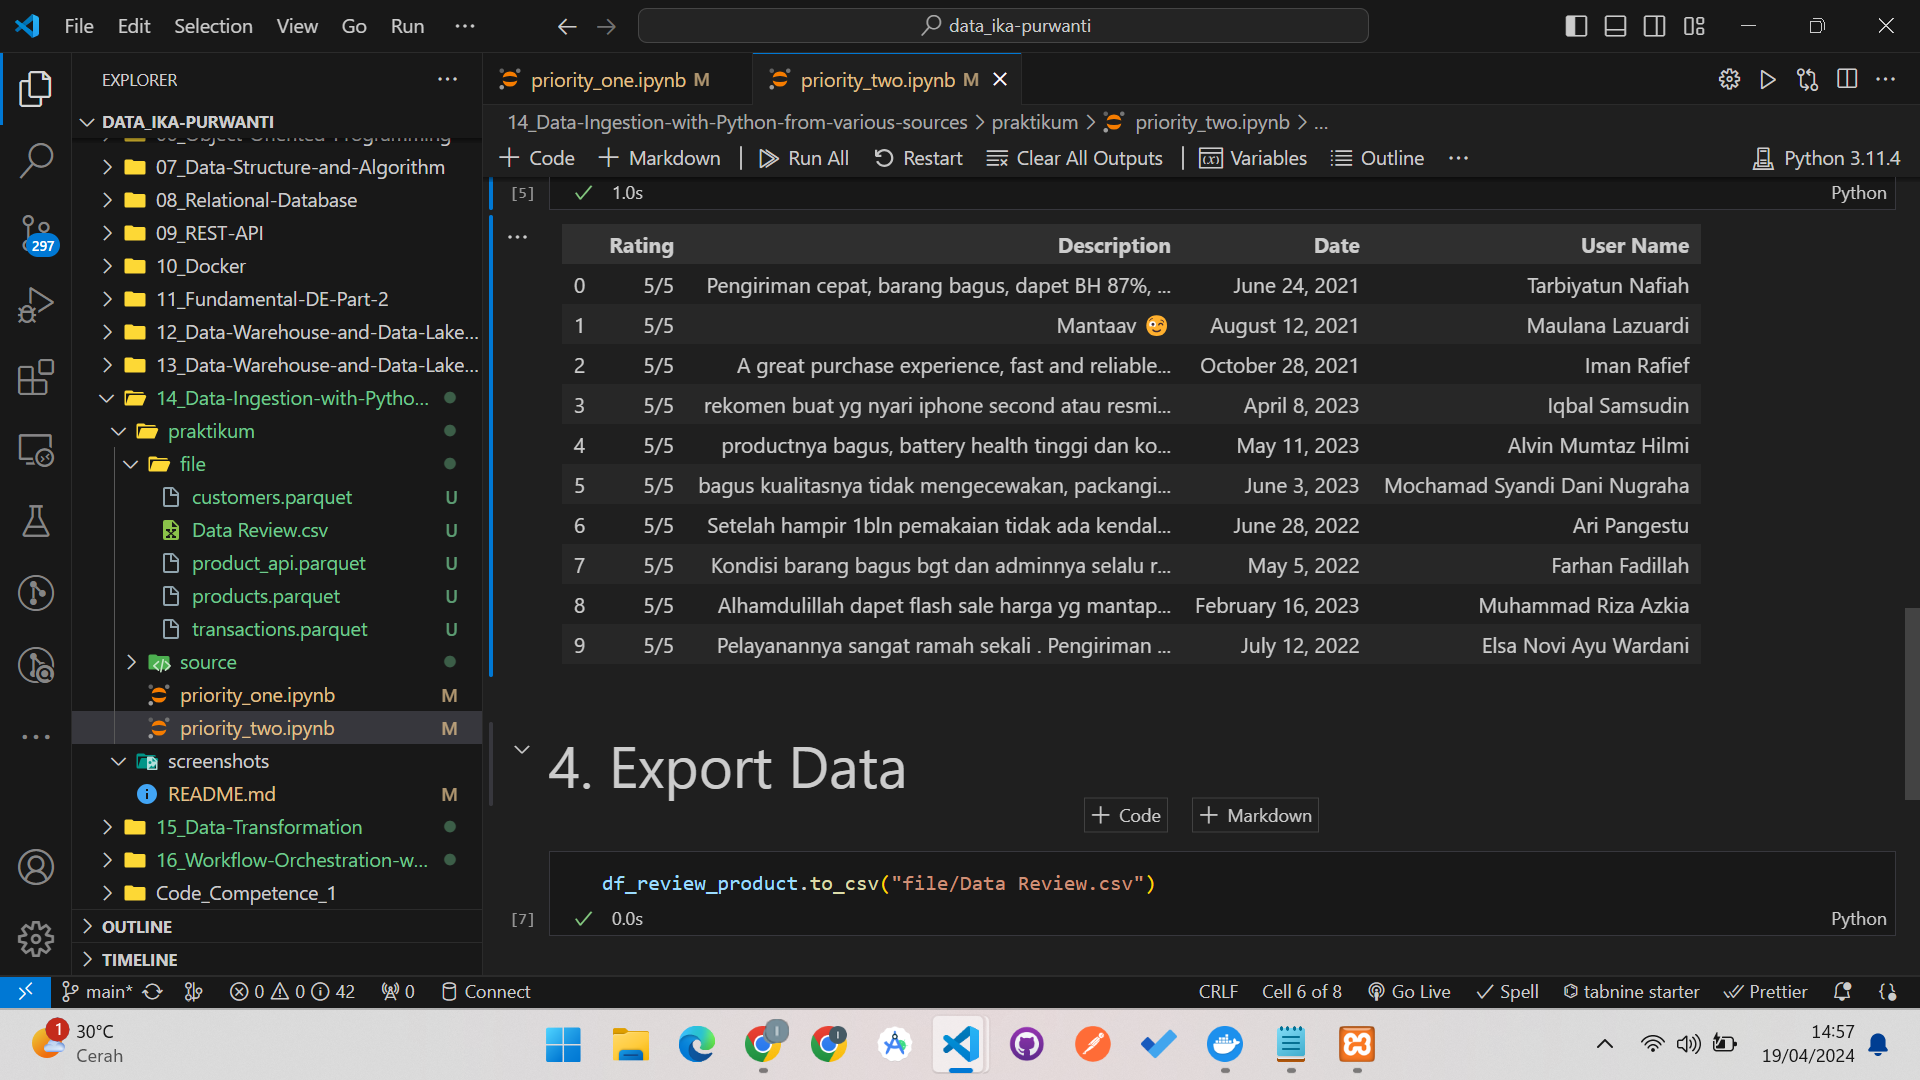 File Edit Selection View Go Run ...
data_ika-purwanti
EXPLORER
DATA_IKA-PURWANTI
06_Object-Oriented-Programming
07_Data-Structure-and-Algorithm
08_Relational-Database
09_REST-API
10_Docker
11_Fundamental-DE-Part-2
12_Data-Warehouse-and-Data-Lake...
13_Data-Warehouse-and-Data-Lake...
14_Data-Ingestion-with-Pytho...
praktikum
file
customers.parquet U
Data Review.csv U
product_api.parquet U
products.parquet U
transactions.parquet U
source
priority_one.ipynb M
priority_two.ipynb M
screenshots
README.md M
15_Data-Transformation
16_Workflow-Orchestration-w...
Code_Competence_1
OUTLINE
TIMELINE
297
priority_one.ipynb M
priority_two.ipynb M
14_Data-Ingestion-with-Python-from-various-sources > praktikum > priority_two.ipynb > ...
+ Code + Markdown | Run All Restart Clear All Outputs | Variables Outline ... Python 3.11.4
[5] 1.0s Python
Rating Description Date User Name
0 5/5 Pengiriman cepat, barang bagus, dapet BH 87%, ... June 24, 2021 Tarbiyatun Nafiah
1 5/5 Mantaav 😉 August 12, 2021 Maulana Lazuardi
2 5/5 A great purchase experience, fast and reliable... October 28, 2021 Iman Rafief
3 5/5 rekomen buat yg nyari iphone second atau resmi... April 8, 2023 Iqbal Samsudin
4 5/5 productnya bagus, battery health tinggi dan ko... May 11, 2023 Alvin Mumtaz Hilmi
5 5/5 bagus kualitasnya tidak mengecewakan, packangi... June 3, 2023 Mochamad Syandi Dani Nugraha
6 5/5 Setelah hampir 1bln pemakaian tidak ada kendal... June 28, 2022 Ari Pangestu
7 5/5 Kondisi barang bagus bgt dan adminnya selalu r... May 5, 2022 Farhan Fadillah
8 5/5 Alhamdulillah dapet flash sale harga yg mantap... February 16, 2023 Muhammad Riza Azkia
9 5/5 Pelayanannya sangat ramah sekali . Pengiriman ... July 12, 2022 Elsa Novi Ayu Wardani
4. Export Data
+ Code + Markdown
df_review_product.to_csv("file/Data Review.csv")
[7] 0.0s Python
main* 0 0 42 0 Connect CRLF Cell 6 of 8 Go Live Spell tabnine starter Prettier
1 30°C
Cerah
14:57
19/04/2024